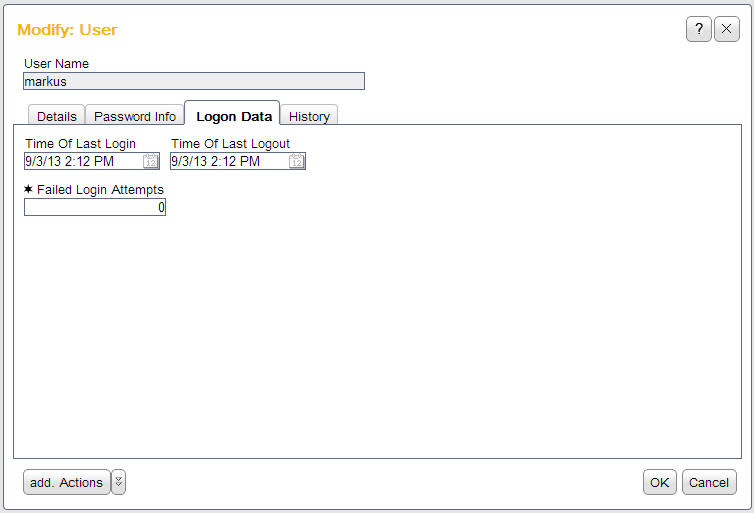 Modify: User
?
User Name
markus
Details Password Info Logon Data History
Time Of Last Login Time Of Last Logout
9/3/13 2:12 PM 12 9/3/13 2:12 PM 12
✶ Failed Login Attempts
0
add. Actions OK Cancel